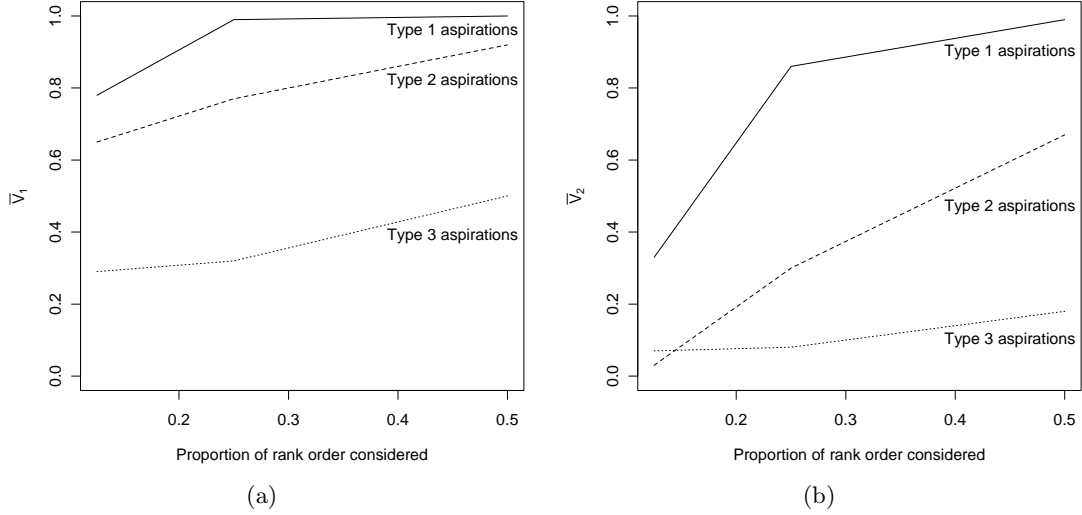 1.0
0.8
0.6
0.4
0.2
0.0
V̅₁
Type 1 aspirations
Type 2 aspirations
Type 3 aspirations
0.2 0.3 0.4 0.5
Proportion of rank order considered
(a)
1.0
0.8
0.6
0.4
0.2
0.0
V̅₂
Type 1 aspirations
Type 2 aspirations
Type 3 aspirations
0.2 0.3 0.4 0.5
Proportion of rank order considered
(b)